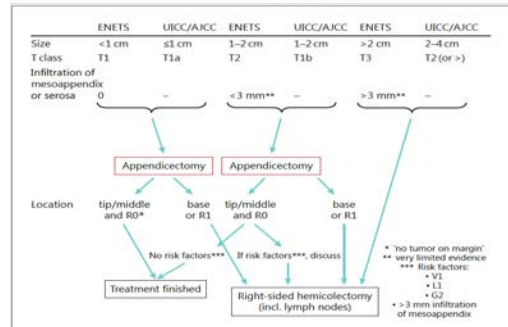 ENETS UICC/AJCC ENETS UICC/AJCC ENETS UICC/AJCC
Size <1 cm ≤1 cm 1–2 cm 1–2 cm >2 cm 2–4 cm
T class T1 T1a T2 T1b T3 T2 (or >)
Infiltration of
mesoappendix
or serosa 0 – <3 mm** – >3 mm** –
Appendicectomy Appendicectomy
Location tip/middle base tip/middle base
and R0* or R1 and R0 or R1
No risk factors*** If risk factors***, discuss
Treatment finished
Right-sided hemicolectomy
(incl. lymph nodes)
* 'no tumor on margin'
** very limited evidence
*** Risk factors:
• V1
• L1
• G2
• >3 mm infiltration
of mesoappendix